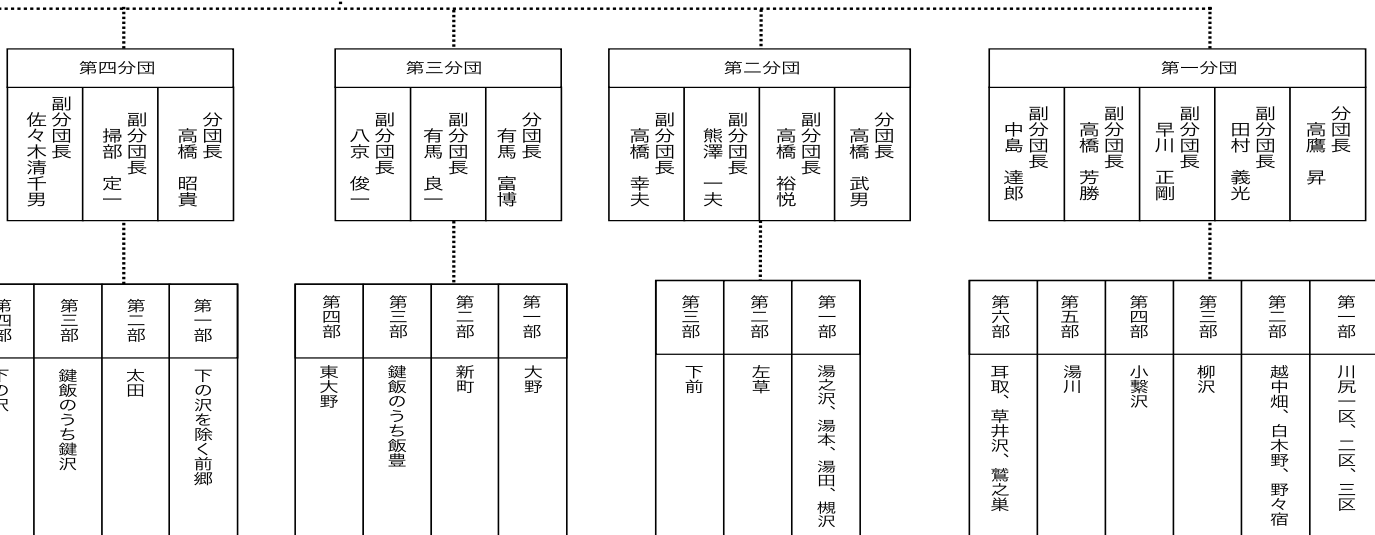 第一分団
分団長
高鷹　昇
副分団長
田村　義光
副分団長
早川　正剛
副分団長
高橋　芳勝
副分団長
中島　達郎
第一部
川尻一区、二区、三区
第二部
越中畑、白木野、野々宿
第三部
柳沢
第四部
小繋沢
第五部
湯川
第六部
耳取、草井沢、鷲之巣
第二分団
分団長
高橋　武男
副分団長
高橋　裕悦
副分団長
熊澤　一夫
副分団長
高橋　幸夫
第一部
湯之沢、湯本、湯田、槻沢
第二部
左草
第三部
下前
第三分団
分団長
有馬　富博
副分団長
有馬　良一
副分団長
八京　俊一
第一部
大野
第二部
新町
第三部
鍵飯のうち飯豊
第四部
東大野
第四分団
分団長
高橋　昭貴
副分団長
掃部　定一
副分団長
佐々木清千男
第一部
下の沢を除く前郷
第二部
太田
第三部
鍵飯のうち鍵沢
第四部
下の沢